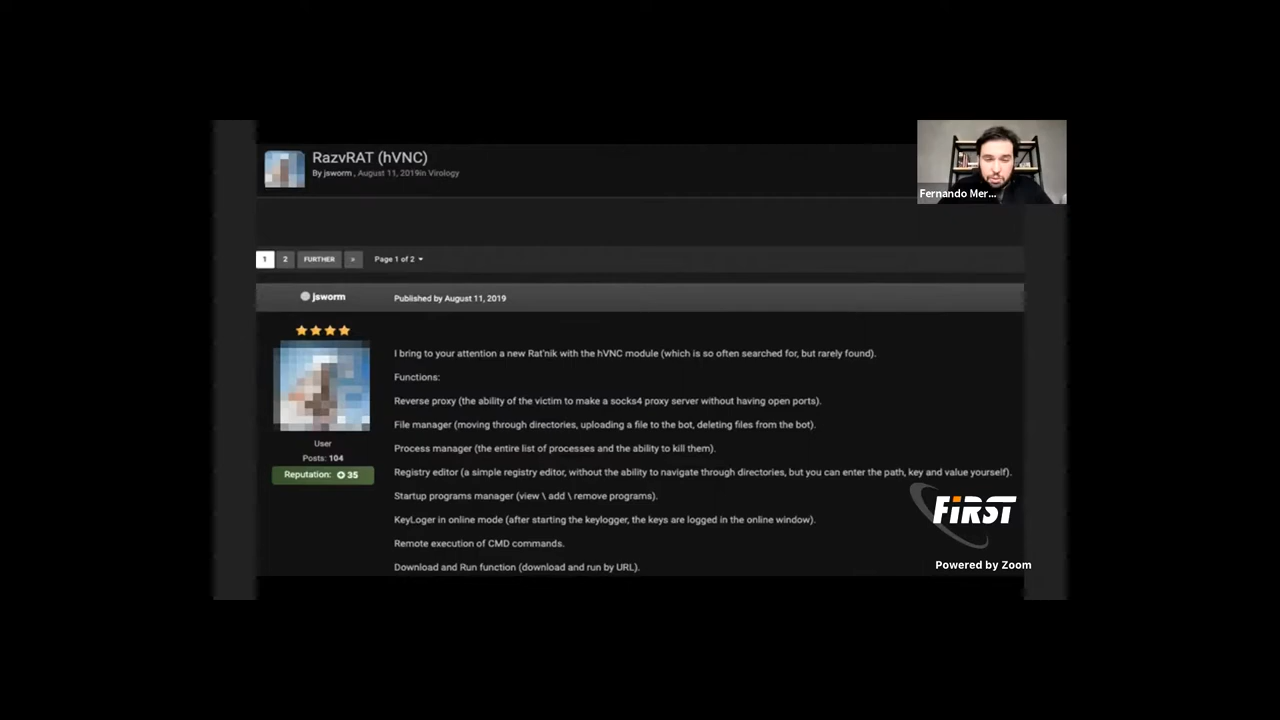 RazvRAT (hVNC)
By jsworm , August 11, 2019in Virology
Fernando Mer...
1 2 FURTHER » Page 1 of 2
jsworm
Published by August 11, 2019
I bring to your attention a new Rat'nik with the hVNC module (which is so often searched for, but rarely found).
Functions:
Reverse proxy (the ability of the victim to make a socks4 proxy server without having open ports).
File manager (moving through directories, uploading a file to the bot, deleting files from the bot).
User
Process manager (the entire list of processes and the ability to kill them).
Posts: 104
Reputation: 35
Registry editor (a simple registry editor, without the ability to navigate through directories, but you can enter the path, key and value yourself).
Startup programs manager (view \ add \ remove programs).
KeyLoger in online mode (after starting the keylogger, the keys are logged in the online window).
Remote execution of CMD commands.
Download and Run function (download and run by URL).
FIRST
Powered by Zoom